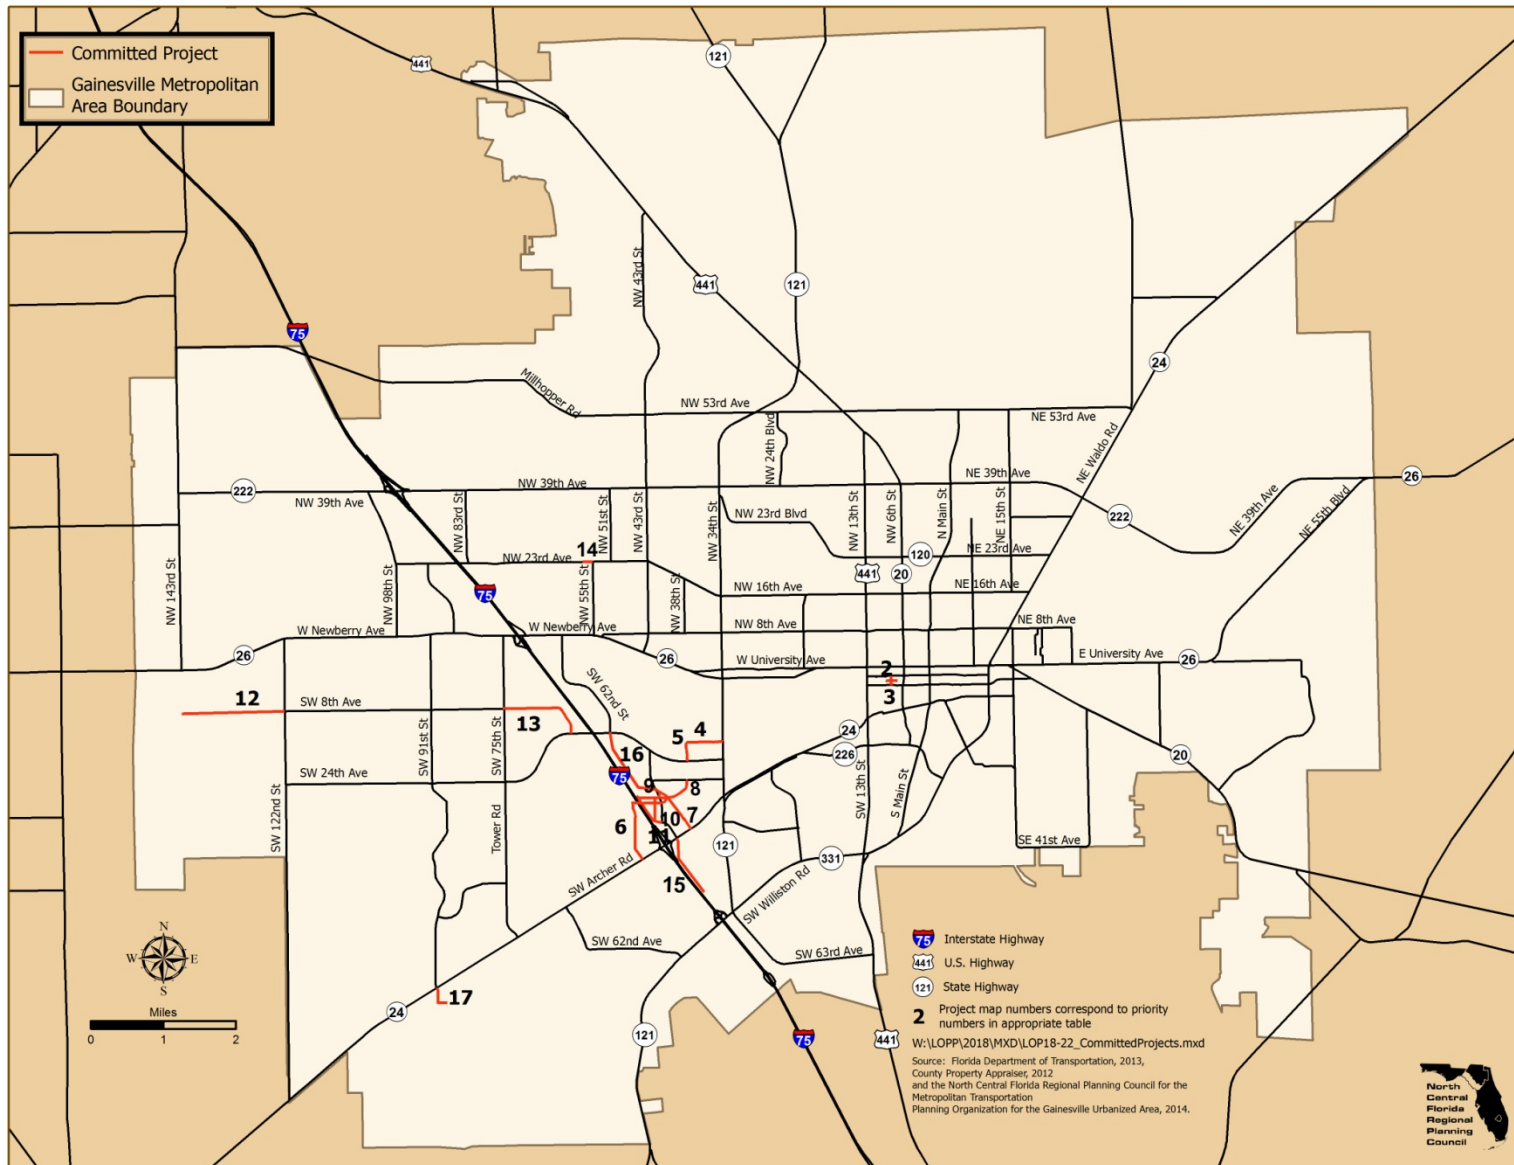 Committed Project
Gainesville Metropolitan
Area Boundary
441
121
75
NW 43rd St
441
121
24
Millhopper Rd
NW 53rd Ave
NE 53rd Ave
NW 24th Blvd
NE Waldo Rd
222
NW 39th Ave
NW 39th Ave
NE 39th Ave
26
NW 83rd St
NW 51st St
NW 43rd St
NW 34th St
NW 23rd Blvd
NW 13th St
NW 6th St
N Main St
NE 15th St
222
NE 39th Ave
NE 55th Blvd
14
NW 23rd Ave
120
NE 23rd Ave
NW 143rd St
NW 98th St
75
NW 55th St
NW 38th St
NW 16th Ave
441
20
NE 16th Ave
W Newberry Ave
W Newberry Ave
NW 8th Ave
NE 8th Ave
26
26
W University Ave
E University Ave
26
2
3
12
SW 8th Ave
13
SW 62nd St
5
4
24
226
20
SW 91st St
SW 75th St
16
75
SW 24th Ave
9
8
SW 122nd St
Tower Rd
6
10
7
11
SW 13th St
S Main St
SE 41st Ave
121
331
SW Archer Rd
15
SW Williston Rd
N
W
E
S
SW 62nd Ave
SW 63rd Ave
17
24
121
75
441
Miles
0
1
2
75
Interstate Highway
441
U.S. Highway
121
State Highway
2
Project map numbers correspond to priority
numbers in appropriate table
W:\LOPP\2018\MXD\LOP18-22_CommittedProjects.mxd
Source: Florida Department of Transportation, 2013,
County Property Appraiser, 2012
and the North Central Florida Regional Planning Council for the
Metropolitan Transportation
Planning Organization for the Gainesville Urbanized Area, 2014.
North
Central
Florida
Regional
Planning
Council